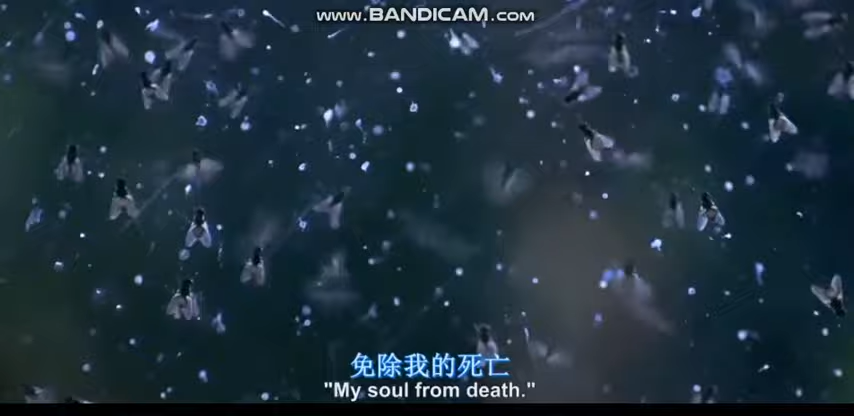 www.BANDICAM.com
免除我的死亡
"My soul from death."